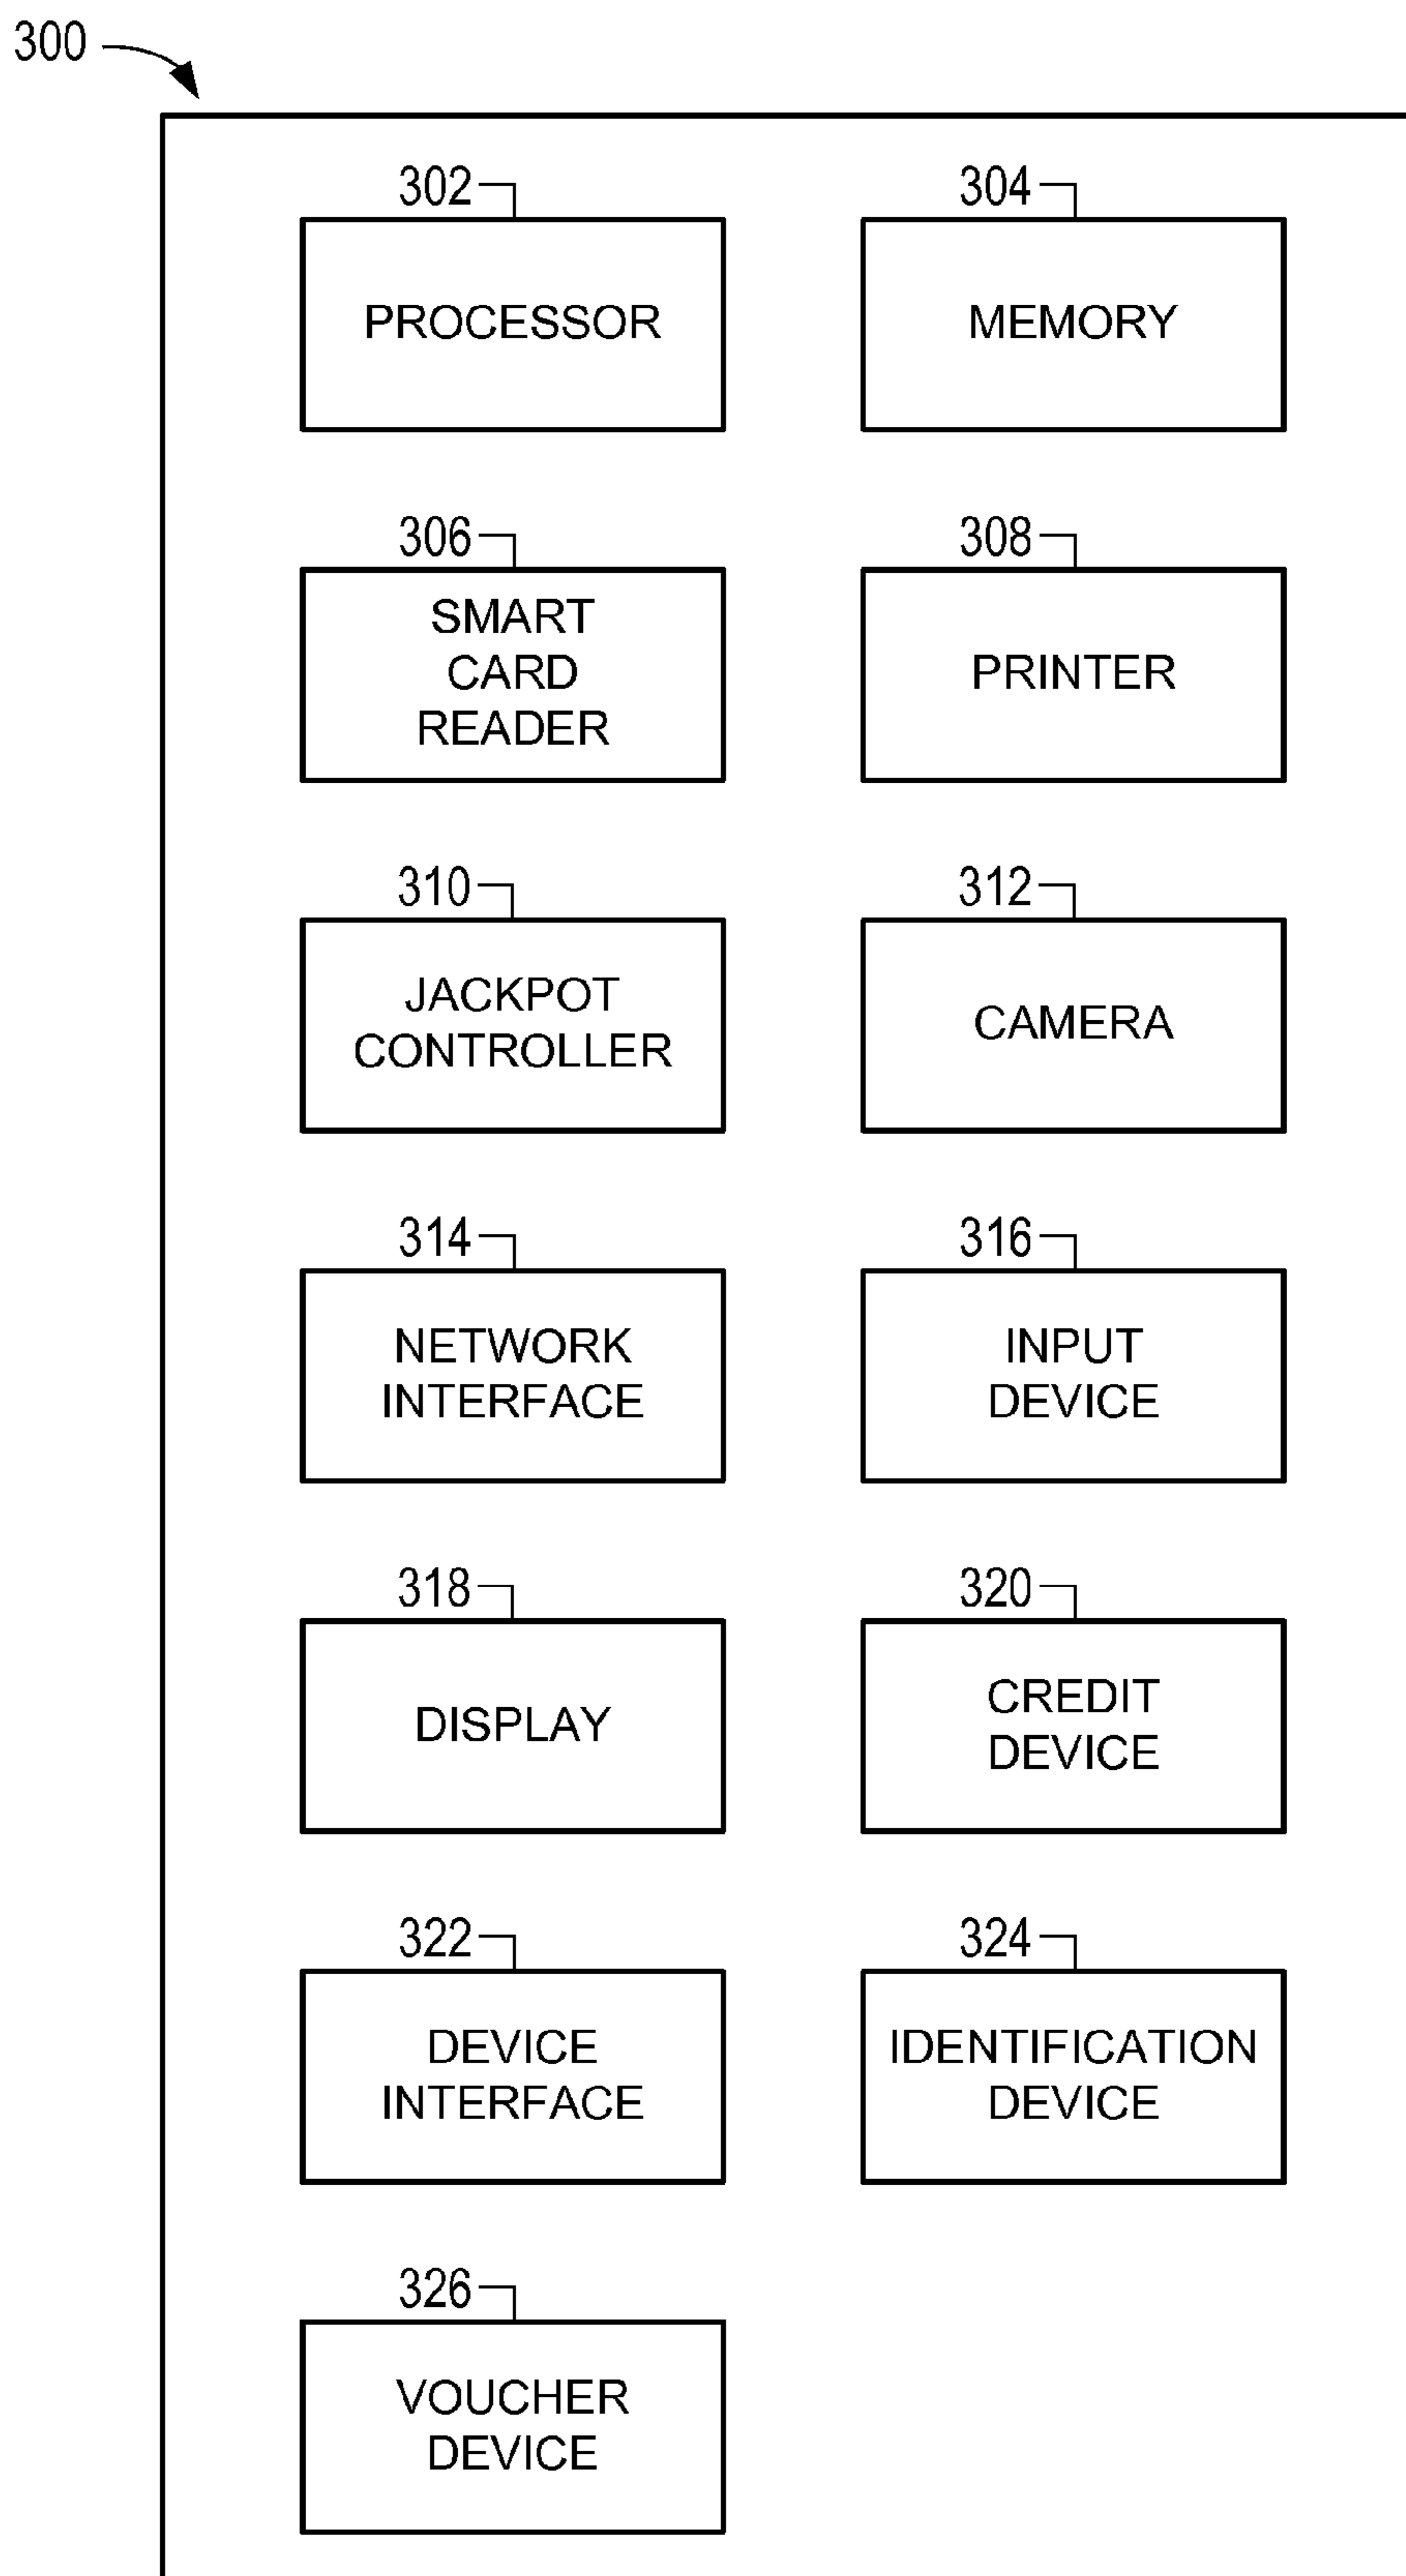 300
302
304
PROCESSOR
MEMORY
306
308
SMART
CARD
READER
PRINTER
310
312
JACKPOT
CONTROLLER
CAMERA
314
316
NETWORK
INTERFACE
INPUT
DEVICE
318
320
DISPLAY
CREDIT
DEVICE
322
324
DEVICE
INTERFACE
IDENTIFICATION
DEVICE
326
VOUCHER
DEVICE